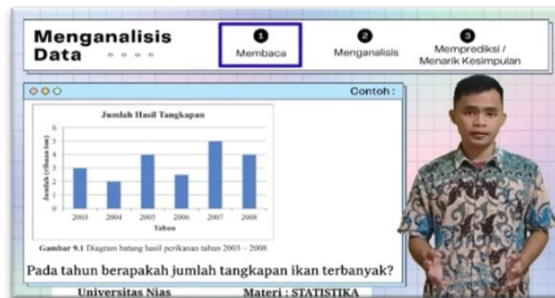 Menganalisis
Data
1
Membaca
2
Menganalisis
3
Memprediksi /
Menarik Kesimpulan
Contoh :
Jumlah Hasil Tangkapan
Jumlah (ribuan ton)
6
5
4
3
2
1
0
2003 2004 2005 2006 2007 2008
Tahun
Gambar 9.1 Diagram batang hasil perikanan tahun 2003 – 2008
Pada tahun berapakah jumlah tangkapan ikan terbanyak?
Universitas Nias Materi : STATISTIKA